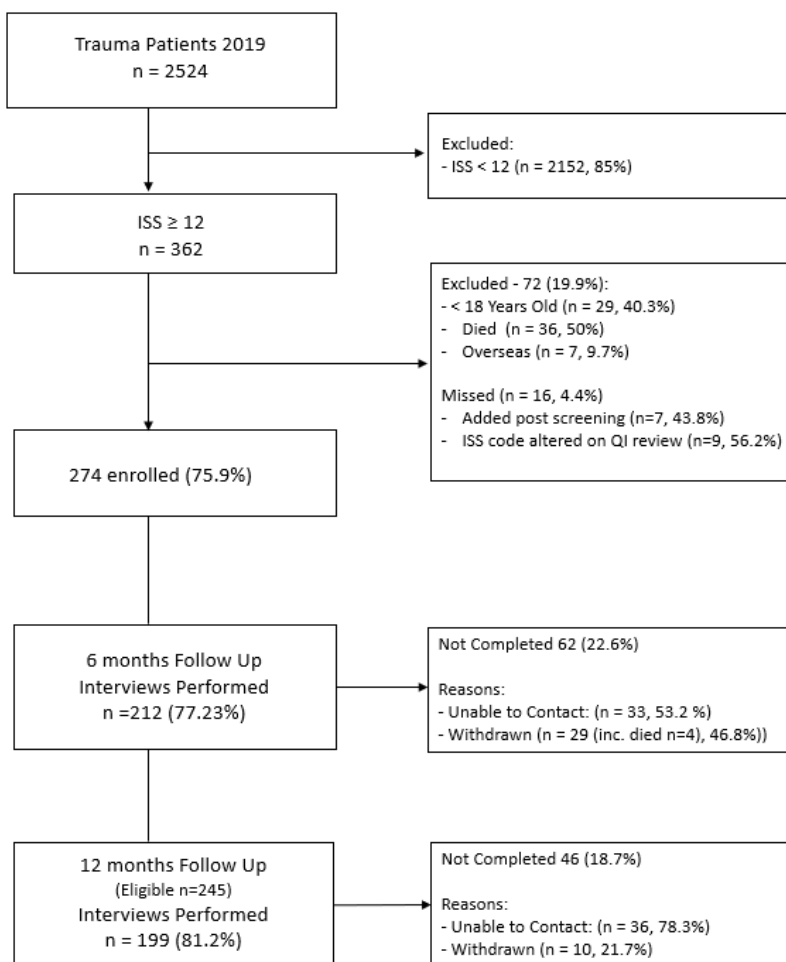 Trauma Patients 2019
n = 2524
Excluded:
- ISS < 12 (n = 2152, 85%)
ISS ≥ 12
n = 362
Excluded - 72 (19.9%):
- < 18 Years Old (n = 29, 40.3%)
- Died (n = 36, 50%)
- Overseas (n = 7, 9.7%)
Missed (n = 16, 4.4%)
- Added post screening (n=7, 43.8%)
- ISS code altered on QI review (n=9, 56.2%)
274 enrolled (75.9%)
6 months Follow Up
Interviews Performed
n =212 (77.23%)
Not Completed 62 (22.6%)
Reasons:
- Unable to Contact: (n = 33, 53.2 %)
- Withdrawn (n = 29 (inc. died n=4), 46.8%))
12 months Follow Up
(Eligible n=245)
Interviews Performed
n = 199 (81.2%)
Not Completed 46 (18.7%)
Reasons:
- Unable to Contact: (n = 36, 78.3%)
- Withdrawn (n = 10, 21.7%)